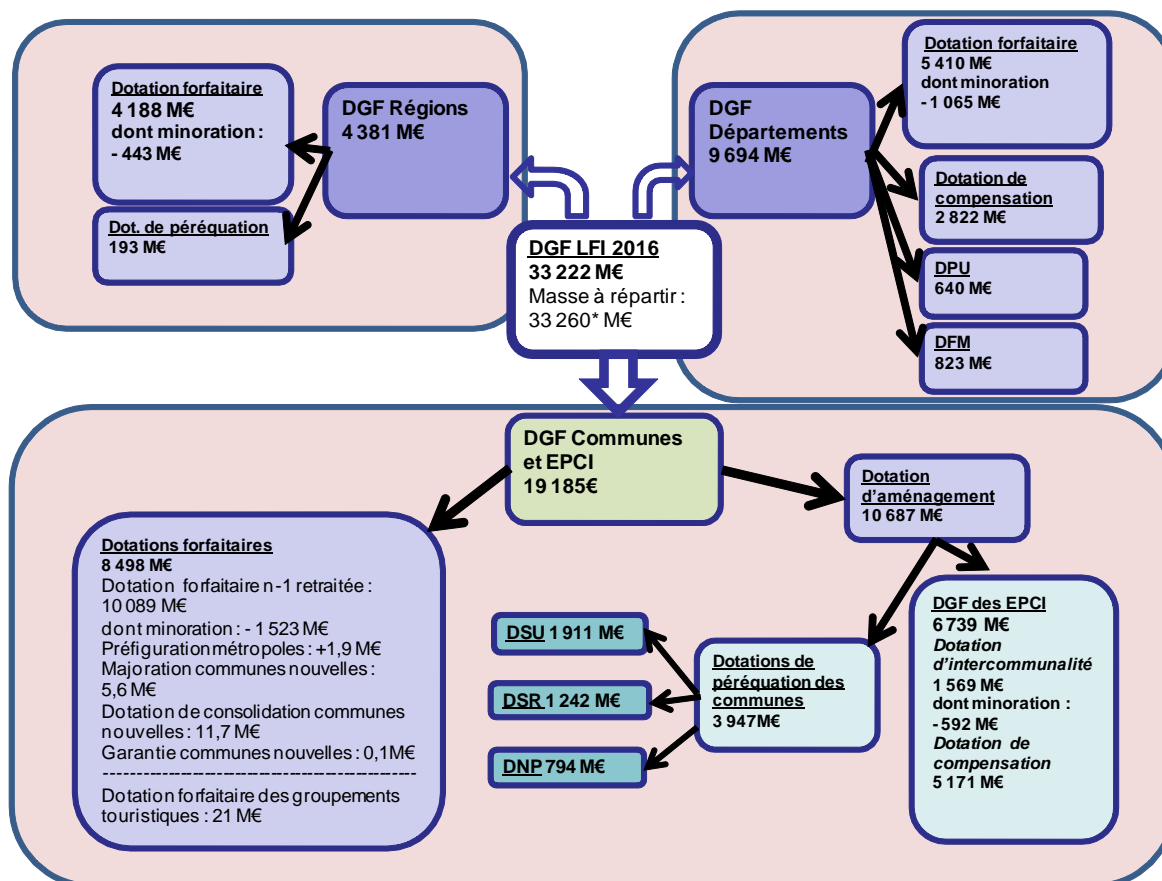 Dotation forfaitaire
4 188 M€
dont minoration :
- 443 M€
Dot. de péréquation
193 M€
DGF Régions
4 381 M€
DGF
Départements
9 694 M€
Dotation forfaitaire
5 410 M€
dont minoration
- 1 065 M€
Dotation de
compensation
2 822 M€
DPU
640 M€
DFM
823 M€
DGF LFI 2016
33 222 M€
Masse à répartir :
33 260* M€
DGF Communes
et EPCI
19 185€
Dotations forfaitaires
8 498 M€
Dotation forfaitaire n-1 retraitée :
10 089 M€
dont minoration : - 1 523 M€
Préfiguration métropoles : +1,9 M€
Majoration communes nouvelles :
5,6 M€
Dotation de consolidation communes
nouvelles : 11,7 M€
Garantie communes nouvelles : 0,1M€
------------------------------------------------
Dotation forfaitaire des groupements
touristiques : 21 M€
Dotation
d'aménagement
10 687 M€
DSU 1 911 M€
DSR 1 242 M€
DNP 794 M€
Dotations de
péréquation des
communes
3 947M€
DGF des EPCI
6 739 M€
Dotation
d'intercommunalité
1 569 M€
dont minoration :
- 592 M€
Dotation de
compensation
5 171 M€